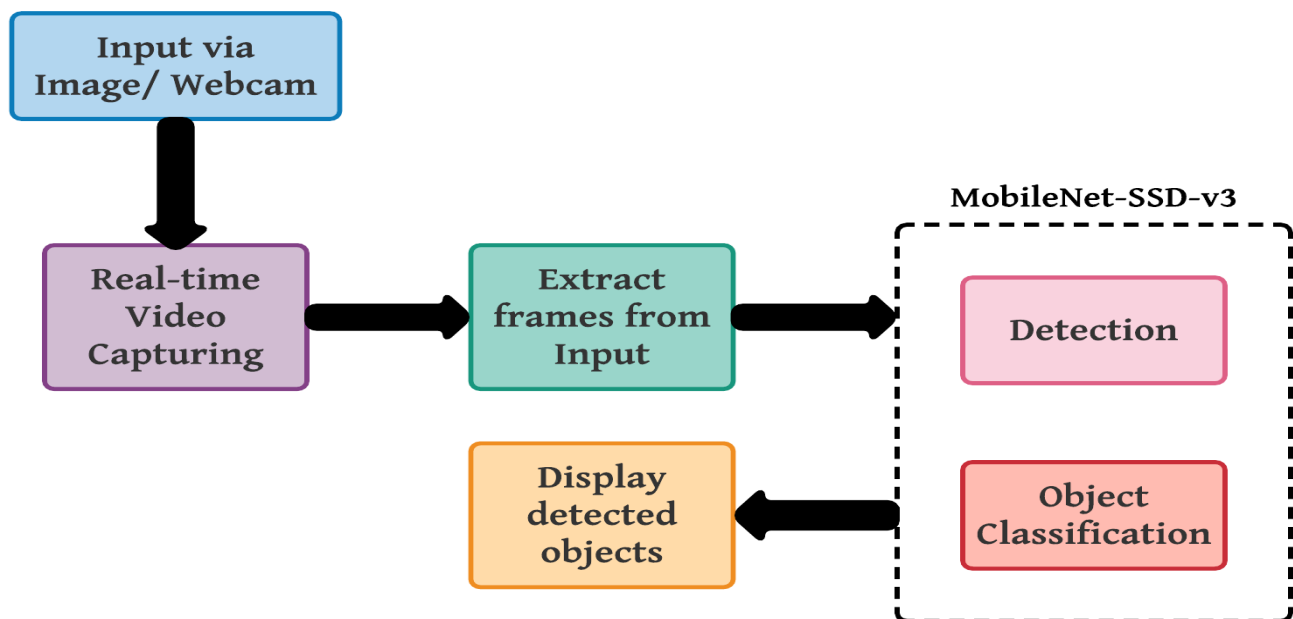 Input via
Image/ Webcam
MobileNet-SSD-v3
Real-time
Video
Capturing
Extract
frames from
Input
Detection
Display
detected
objects
Object
Classification